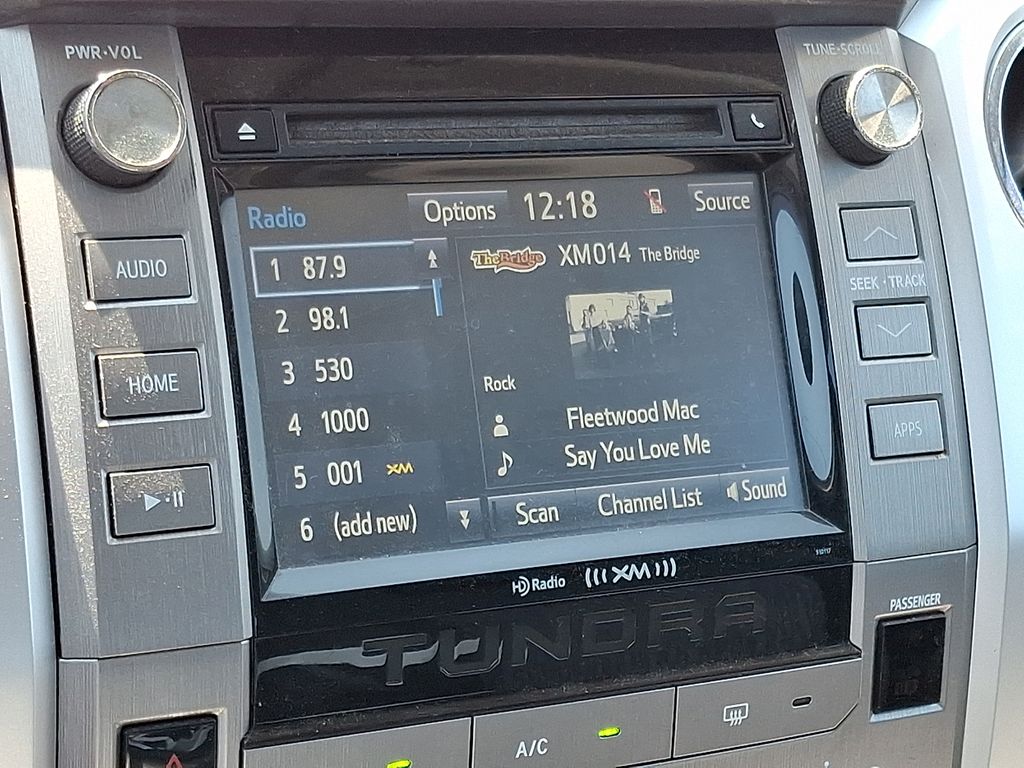 PWR•VOL
TUNE•SCROLL
Radio
Options
12:18
Source
1 87.9
2 98.1
3 530
4 1000
5 001 XM
6 (add new)
TheBridge XM014 The Bridge
Rock
Fleetwood Mac
Say You Love Me
Scan
Channel List
Sound
AUDIO
HOME
SEEK•TRACK
APPS
HD Radio
((( XM )))
TUNDRA
PASSENGER
A/C